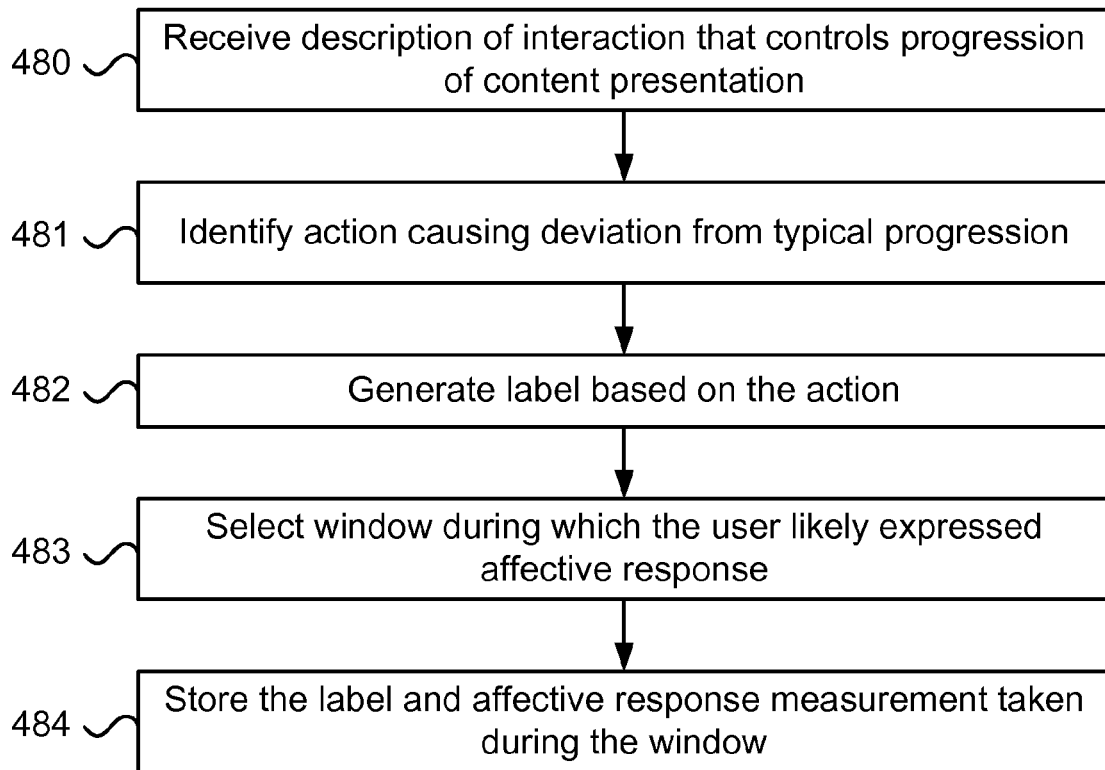 480
Receive description of interaction that controls progression
of content presentation
481
Identify action causing deviation from typical progression
482
Generate label based on the action
483
Select window during which the user likely expressed
affective response
484
Store the label and affective response measurement taken
during the window